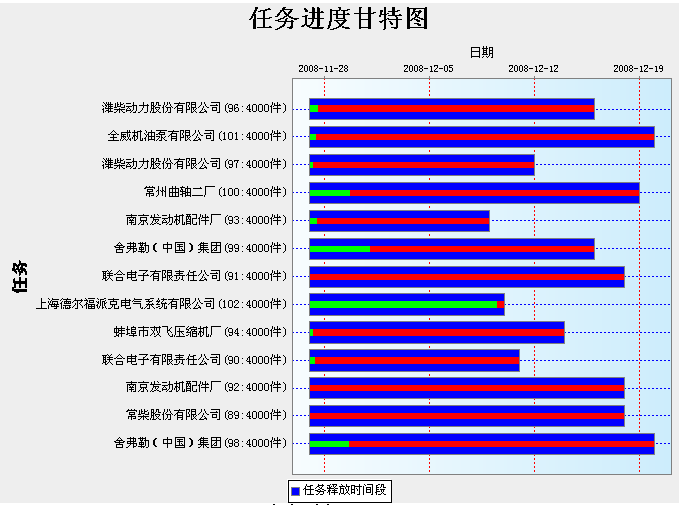 任务进度甘特图
日期
2008-11-28 2008-12-05 2008-12-12 2008-12-19
潍柴动力股份有限公司(96:4000件)
全威机油泵有限公司(101:4000件)
潍柴动力股份有限公司(97:4000件)
常州曲轴二厂(100:4000件)
南京发动机配件厂(93:4000件)
舍弗勒(中国)集团(99:4000件)
联合电子有限责任公司(91:4000件)
上海德尔福派克电气系统有限公司(102:4000件)
蚌埠市双飞压缩机厂(94:4000件)
联合电子有限责任公司(90:4000件)
南京发动机配件厂(92:4000件)
常柴股份有限公司(89:4000件)
舍弗勒(中国)集团(98:4000件)
任务
任务释放时间段